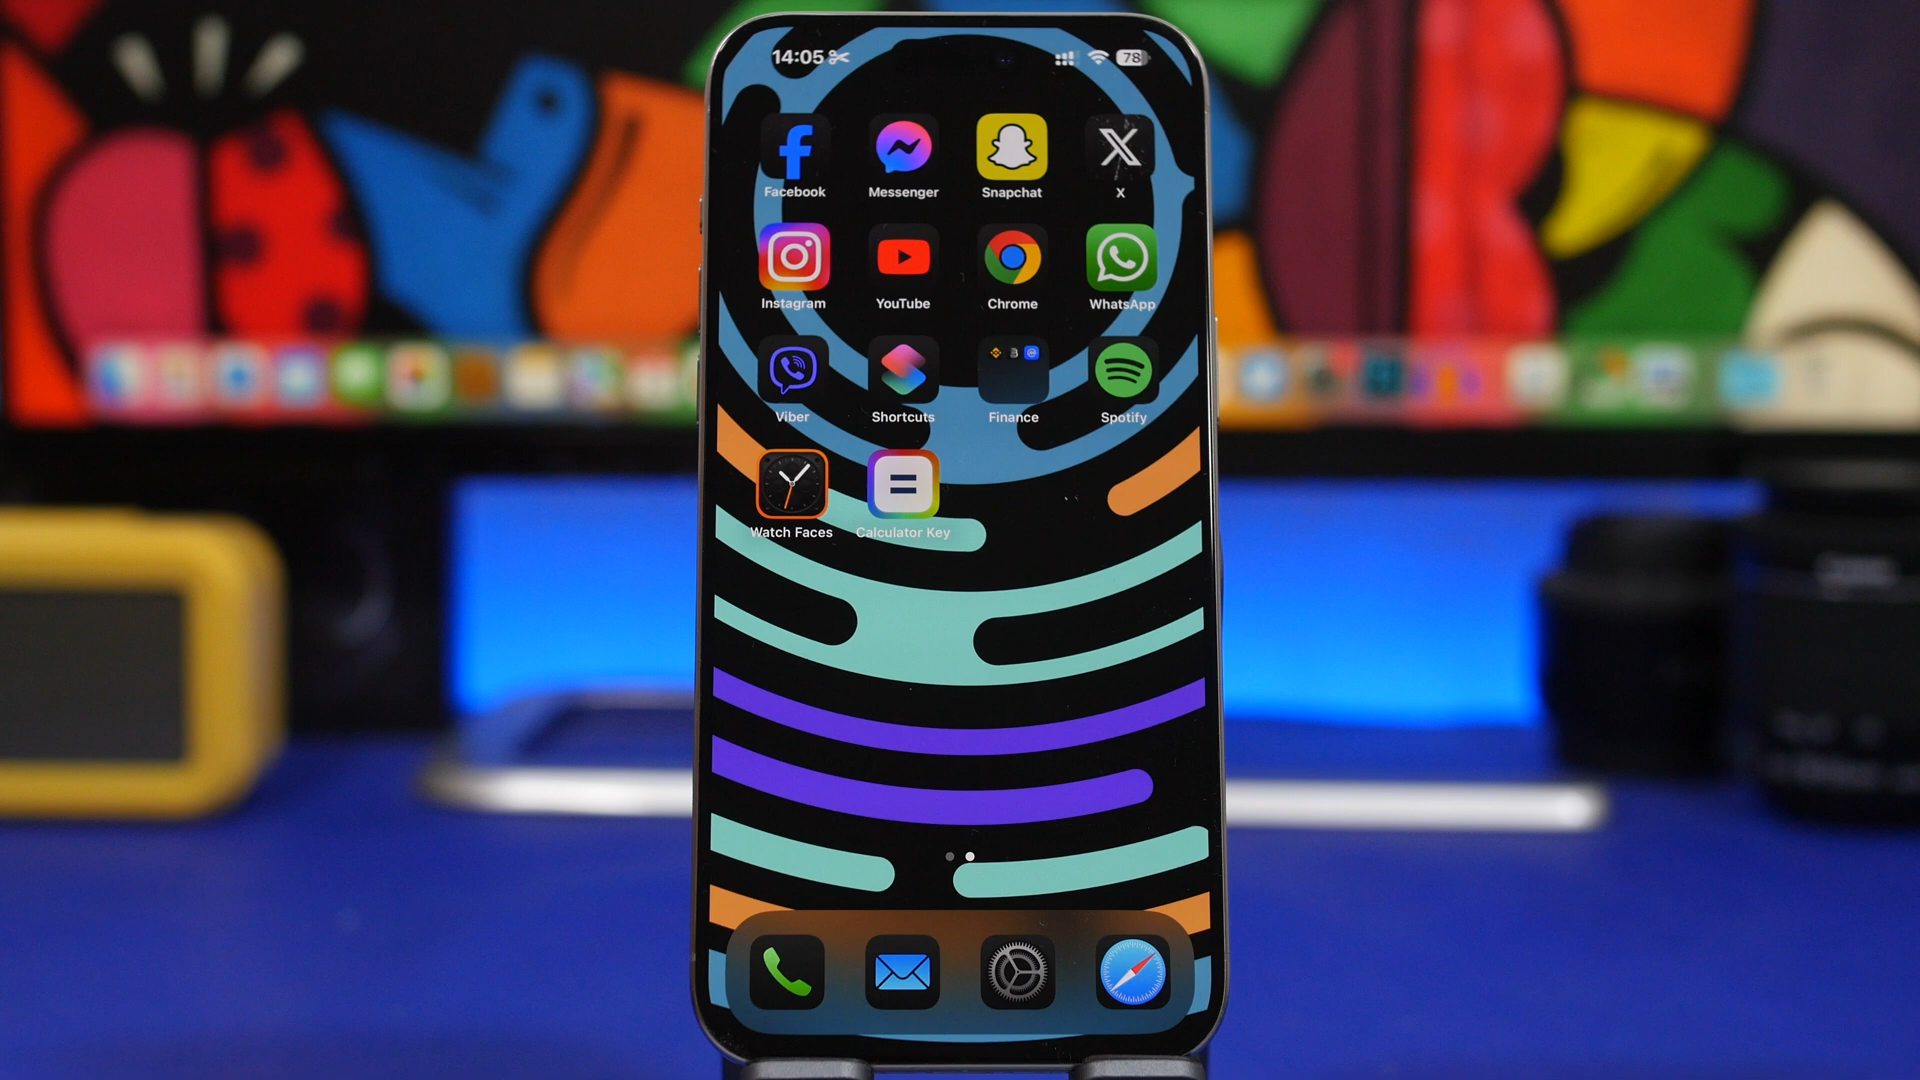 14:05 78
Facebook Messenger Snapchat X
Instagram YouTube Chrome WhatsApp
Viber Shortcuts Finance Spotify
Watch Faces Calculator Key